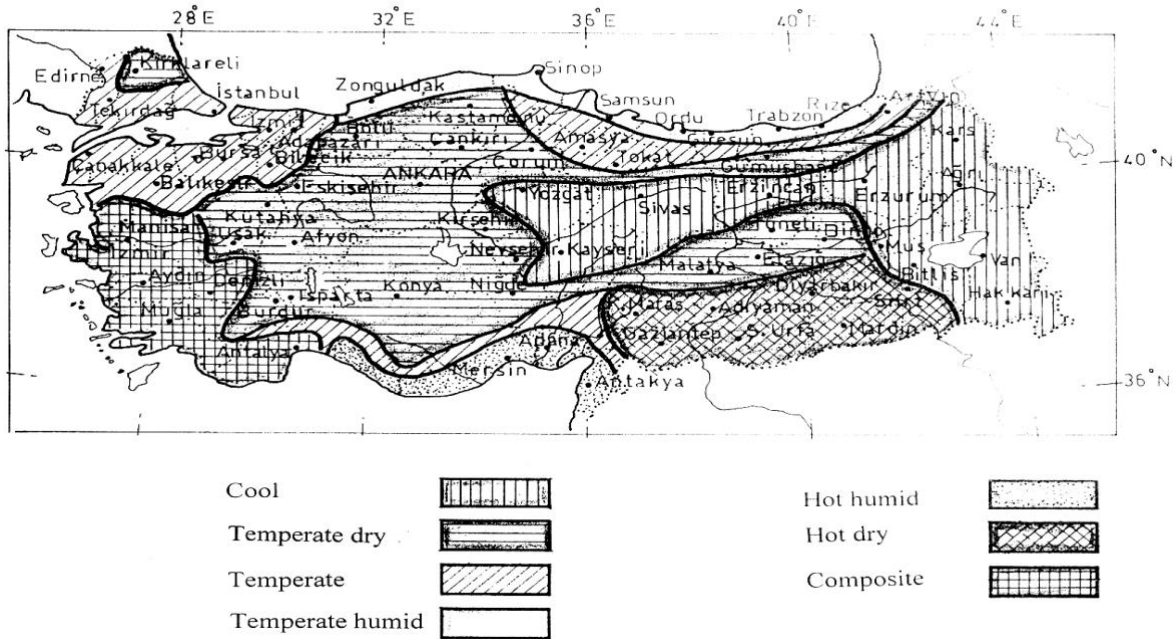 28°E 32°E 36°E 40°E 44°E
Sinop
Edirne Kırklareli
İstanbul Zonguldak
Samsun Rize Artvin
Tekirdağ Ordu Trabzon
Kastamonu Giresun Kars
Bolu Çankırı Amasya
Adapazarı Tokat Gümüşhane
Çanakkale Bursa Bilecik Çorum 40°N
ANKARA Ağrı
Balıkesir Eskişehir Yozgat Erzincan Erzurum
Sivas
Kütahya Kırşehir
Manisa Uşak Afyon Tunceli Bingöl
İzmir Nevşehir Kayseri Elazığ Muş Van
Malatya Bitlis
Aydın Denizli Isparta Konya Niğde Diyarbakır Siirt Hakkari
Muğla Burdur Maraş Adıyaman
Gaziantep Ş.Urfa Mardin
Antalya Adana
Mersin
Antakya 36°N
36°E
Cool
Temperate dry
Temperate
Temperate humid
Hot humid
Hot dry
Composite